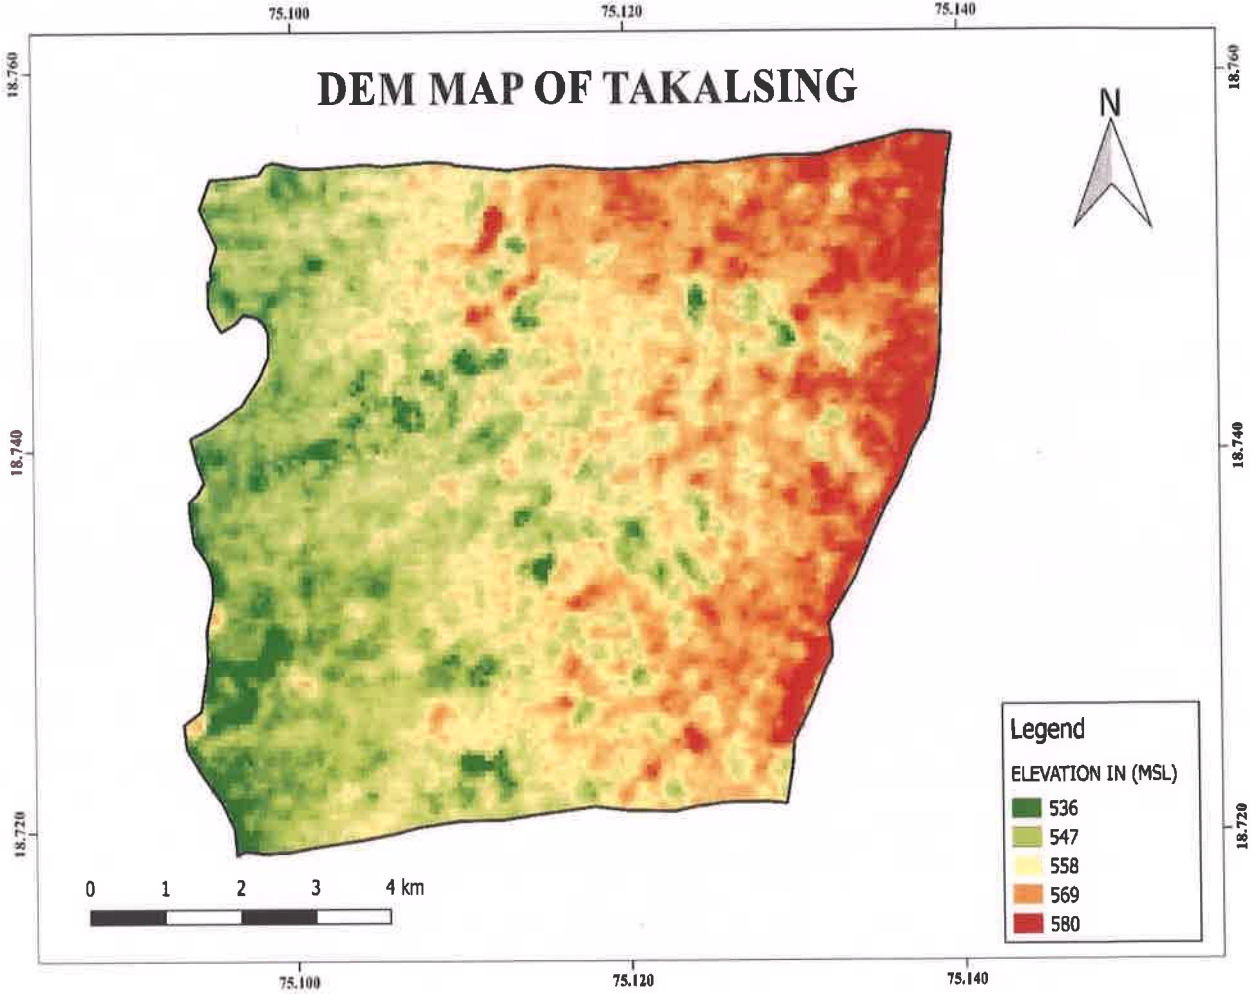 75.100 75.120 75.140
18.760 18.760
DEM MAP OF TAKALSING
N
18.740 18.740
Legend
ELEVATION IN (MSL)
536
547
558
569
580
18.720 18.720
0 1 2 3 4 km
75.100 75.120 75.140